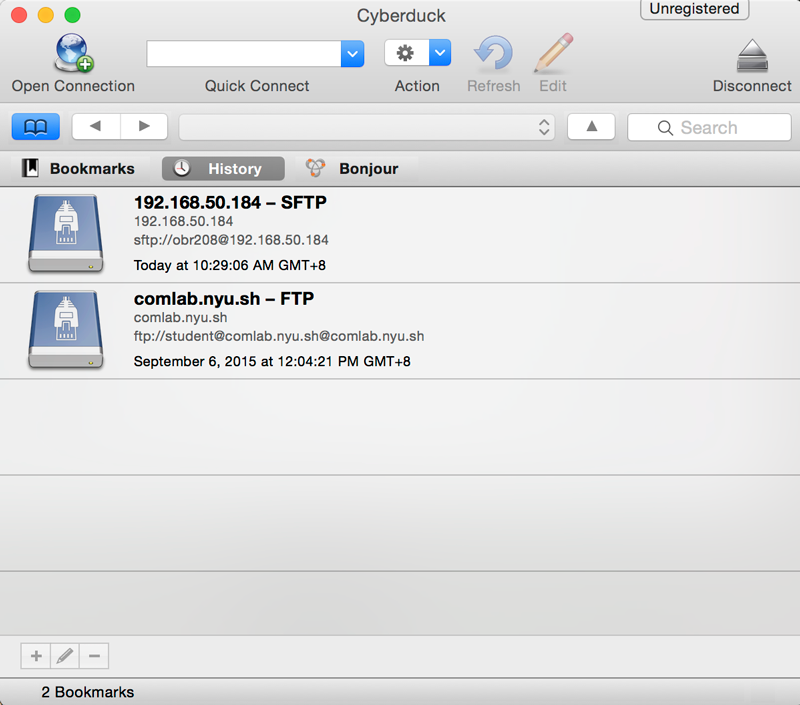 Cyberduck
Unregistered
Open Connection
Quick Connect
Action
Refresh
Edit
Disconnect
Search
Bookmarks
History
Bonjour
192.168.50.184 – SFTP
192.168.50.184
sftp://obr208@192.168.50.184
Today at 10:29:06 AM GMT+8
comlab.nyu.sh – FTP
comlab.nyu.sh
ftp://student@comlab.nyu.sh@comlab.nyu.sh
September 6, 2015 at 12:04:21 PM GMT+8
2 Bookmarks